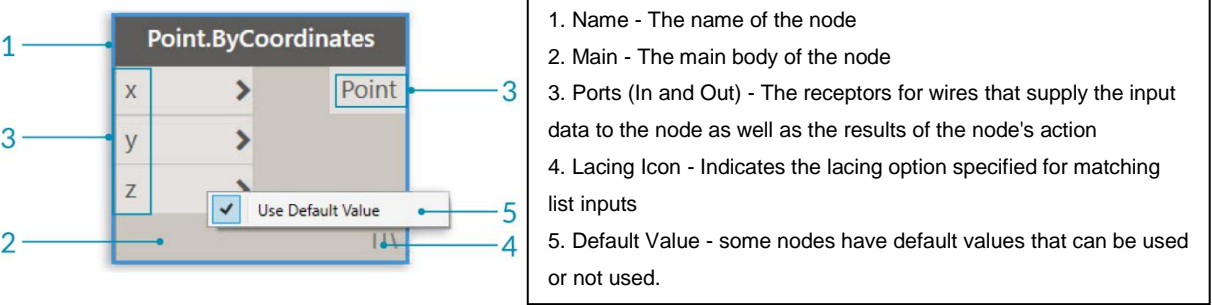 Point.ByCoordinates
1
x
Point
3
3
y
z
Use Default Value
5
2
4
1. Name - The name of the node
2. Main - The main body of the node
3. Ports (In and Out) - The receptors for wires that supply the input
data to the node as well as the results of the node's action
4. Lacing Icon - Indicates the lacing option specified for matching
list inputs
5. Default Value - some nodes have default values that can be used
or not used.